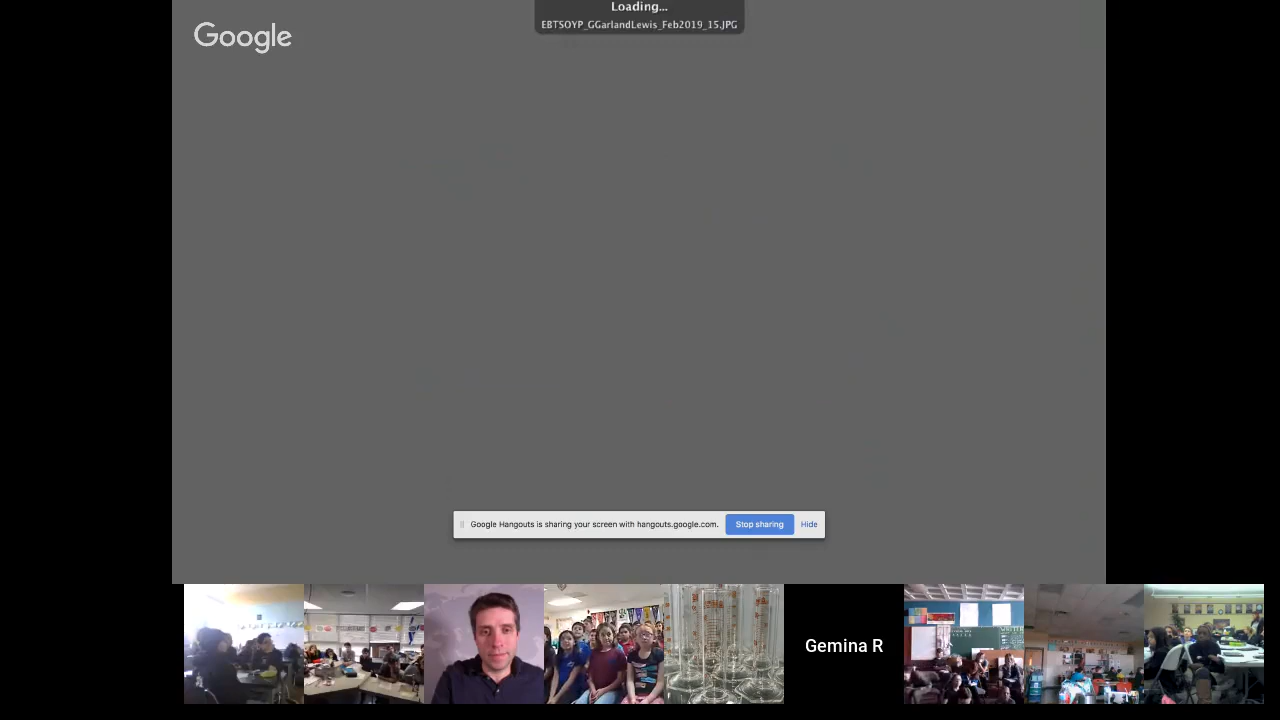 Loading...
EBTSOYP_GGarlandLewis_Feb2019_15.JPG
Google
Google Hangouts is sharing your screen with hangouts.google.com. Stop sharing Hide
Gemina R